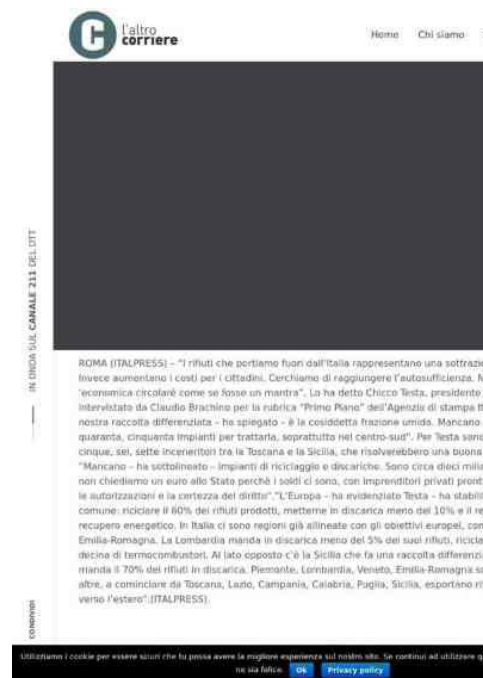 l'altro
corriere
Home Chi siamo
IN ONDA SUL CANALE 211 DEL DTT
ROMA (ITALPRESS) – "I rifiuti che portiamo fuori dall'Italia rappresentano una sottrazio
Invece aumentano i costi per i cittadini. Cerchiamo di raggiungere l'autosufficienza. N
'economica circolare come se fosse un mantra". Lo ha detto Chicco Testa, presidente
intervistato da Claudio Brachino per la rubrica "Primo Piano" dell'Agenzia di stampa It
nostra raccolta differenziata – ha spiegato – è la cosiddetta frazione umida. Mancano
quaranta, cinquanta impianti per trattarla, soprattutto nel centro-sud". Per Testa sono
cinque, sei, sette inceneritori tra la Toscana e la Sicilia, che risolverebbero una buona
"Mancano – ha sottolineato – impianti di riciclaggio e discariche. Sono circa dieci milia
non chiediamo un euro allo Stato perchè i soldi ci sono, con imprenditori privati pront
le autorizzazioni e la certezza del diritto"."L'Europa – ha evidenziato Testa – ha stabilit
comune: riciclare il 60% dei rifiuti prodotti, metterne in discarica meno del 10% e il re
recupero energetico. In Italia ci sono regioni già allineate con gli obiettivi europei, con
Emilia-Romagna. La Lombardia manda in discarica meno del 5% dei suoi rifiuti, ricicla
decina di termocombustori. Al lato opposto c'è la Sicilia che fa una raccolta differenzi
manda il 70% dei rifiuti in discarica. Piemonte, Lombardia, Veneto, Emilia-Romagna so
altre, a cominciare da Toscana, Lazio, Campania, Calabria, Puglia, Sicilia, esportano ri
verso l'estero".(ITALPRESS).
CONDIVIDI
Utilizziamo i cookie per essere sicuri che tu possa avere la migliore esperienza sul nostro sito. Se continui ad utilizzare q
ne sia felice. Ok Privacy policy